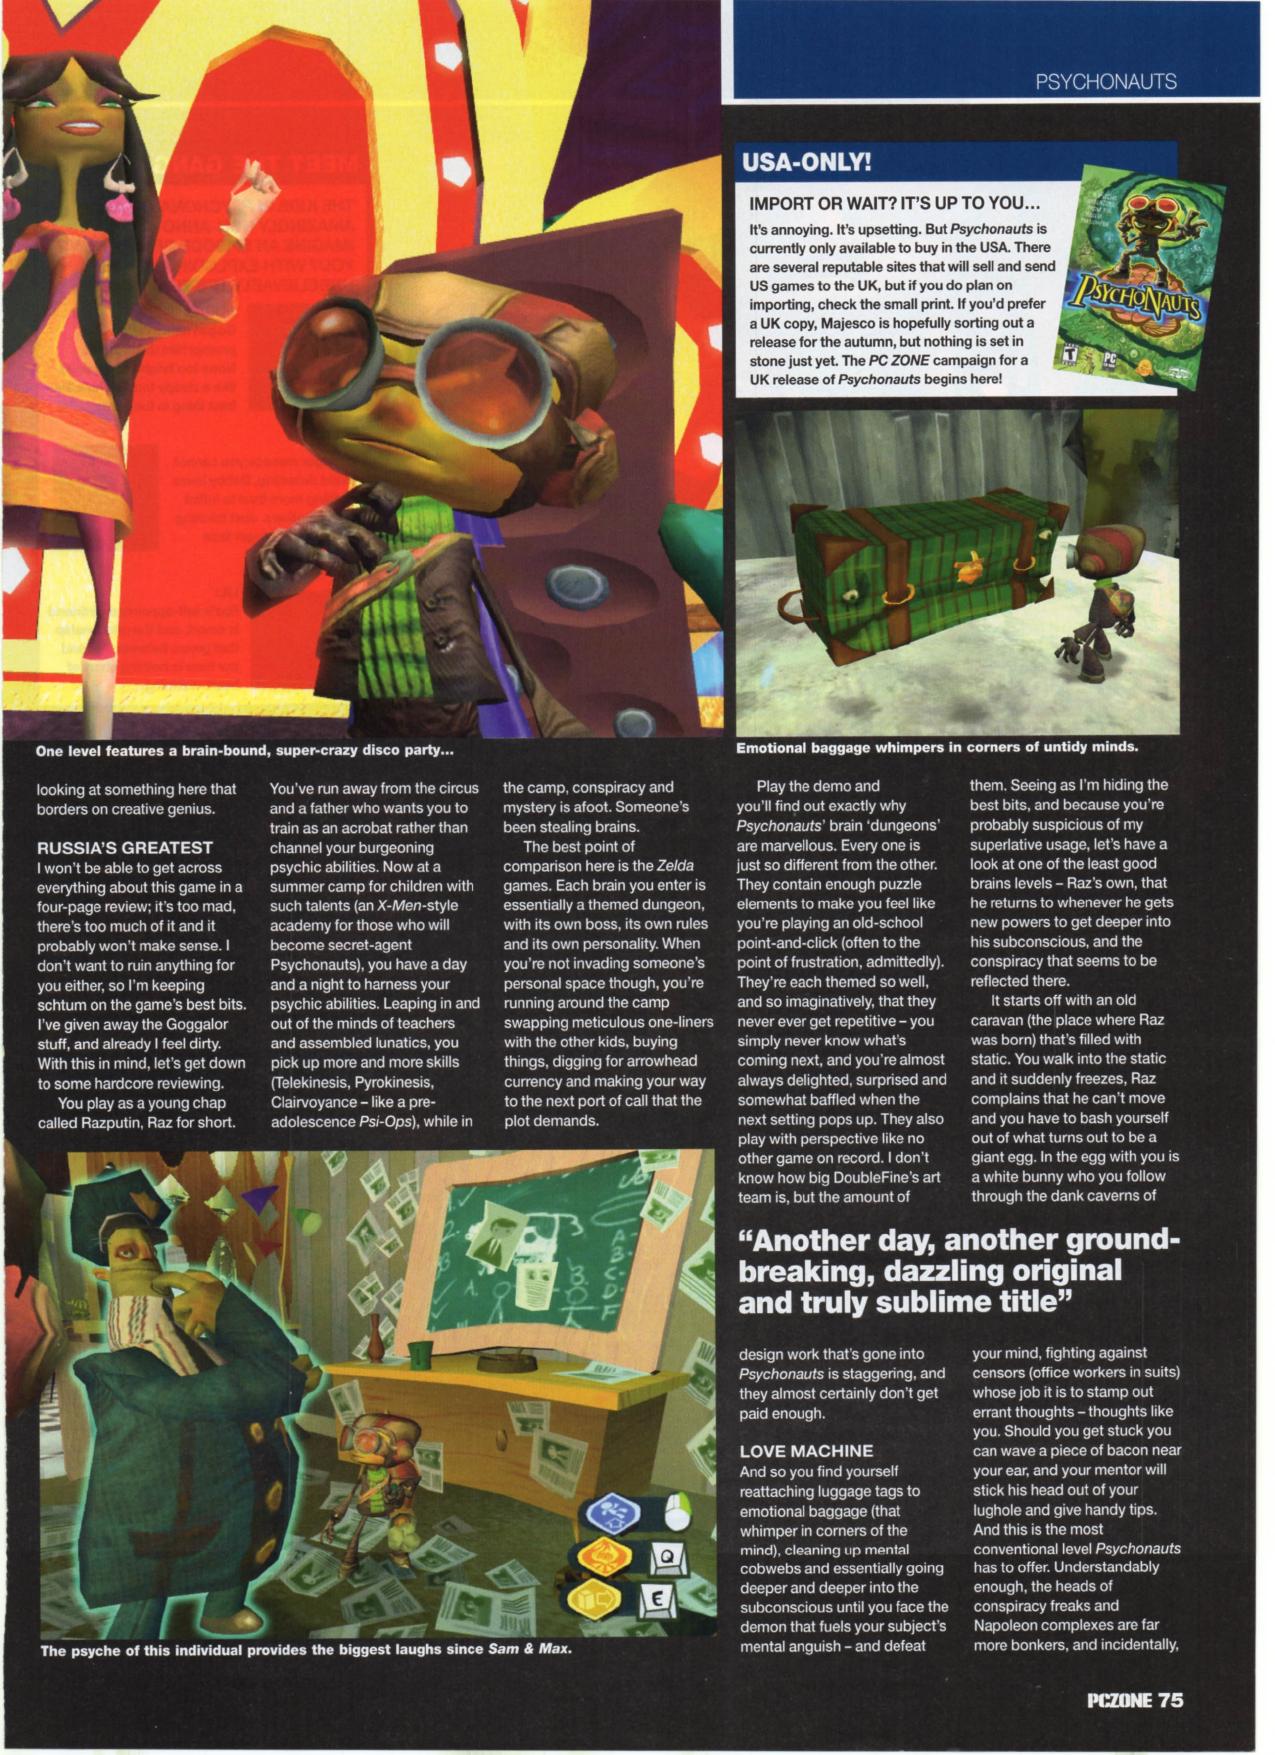 PSYCHONAUTS
USA-ONLY!
IMPORT OR WAIT? IT'S UP TO YOU...
It's annoying. It's upsetting. But Psychonauts is
currently only available to buy in the USA. There
are several reputable sites that will sell and send
US games to the UK, but if you do plan on
importing, check the small print. If you'd prefer
a UK copy, Majesco is hopefully sorting out a
release for the autumn, but nothing is set in
stone just yet. The PC ZONE campaign for a
UK release of Psychonauts begins here!
PSYCHONAUTS
T
PC
One level features a brain-bound, super-crazy disco party...
Emotional baggage whimpers in corners of untidy minds.
looking at something here that
borders on creative genius.
RUSSIA'S GREATEST
I won't be able to get across
everything about this game in a
four-page review; it's too mad,
there's too much of it and it
probably won't make sense. I
don't want to ruin anything for
you either, so I'm keeping
schtum on the game's best bits.
I've given away the Goggalor
stuff, and already I feel dirty.
With this in mind, let's get down
to some hardcore reviewing.
You play as a young chap
called Razputin, Raz for short.
You've run away from the circus
and a father who wants you to
train as an acrobat rather than
channel your burgeoning
psychic abilities. Now at a
summer camp for children with
such talents (an X-Men-style
academy for those who will
become secret-agent
Psychonauts), you have a day
and a night to harness your
psychic abilities. Leaping in and
out of the minds of teachers
and assembled lunatics, you
pick up more and more skills
(Telekinesis, Pyrokinesis,
Clairvoyance – like a pre-
adolescence Psi-Ops), while in
the camp, conspiracy and
mystery is afoot. Someone's
been stealing brains.
The best point of
comparison here is the Zelda
games. Each brain you enter is
essentially a themed dungeon,
with its own boss, its own rules
and its own personality. When
you're not invading someone's
personal space though, you're
running around the camp
swapping meticulous one-liners
with the other kids, buying
things, digging for arrowhead
currency and making your way
to the next port of call that the
plot demands.
Play the demo and
you'll find out exactly why
Psychonauts' brain 'dungeons'
are marvellous. Every one is
just so different from the other.
They contain enough puzzle
elements to make you feel like
you're playing an old-school
point-and-click (often to the
point of frustration, admittedly).
They're each themed so well,
and so imaginatively, that they
never ever get repetitive – you
simply never know what's
coming next, and you're almost
always delighted, surprised and
somewhat baffled when the
next setting pops up. They also
play with perspective like no
other game on record. I don't
know how big DoubleFine's art
team is, but the amount of
design work that's gone into
Psychonauts is staggering, and
they almost certainly don't get
paid enough.
LOVE MACHINE
And so you find yourself
reattaching luggage tags to
emotional baggage (that
whimper in corners of the
mind), cleaning up mental
cobwebs and essentially going
deeper and deeper into the
subconscious until you face the
demon that fuels your subject's
mental anguish – and defeat
them. Seeing as I'm hiding the
best bits, and because you're
probably suspicious of my
superlative usage, let's have a
look at one of the least good
brains levels – Raz's own, that
he returns to whenever he gets
new powers to get deeper into
his subconscious, and the
conspiracy that seems to be
reflected there.
It starts off with an old
caravan (the place where Raz
was born) that's filled with
static. You walk into the static
and it suddenly freezes, Raz
complains that he can't move
and you have to bash yourself
out of what turns out to be a
giant egg. In the egg with you is
a white bunny who you follow
through the dank caverns of
your mind, fighting against
censors (office workers in suits)
whose job it is to stamp out
errant thoughts – thoughts like
you. Should you get stuck you
can wave a piece of bacon near
your ear, and your mentor will
stick his head out of your
lughole and give handy tips.
And this is the most
conventional level Psychonauts
has to offer. Understandably
enough, the heads of
conspiracy freaks and
Napoleon complexes are far
more bonkers, and incidentally,
"Another day, another ground-
breaking, dazzling original
and truly sublime title"
A
B
C
D
F
Q
E
The psyche of this individual provides the biggest laughs since Sam & Max.
PCZONE 75